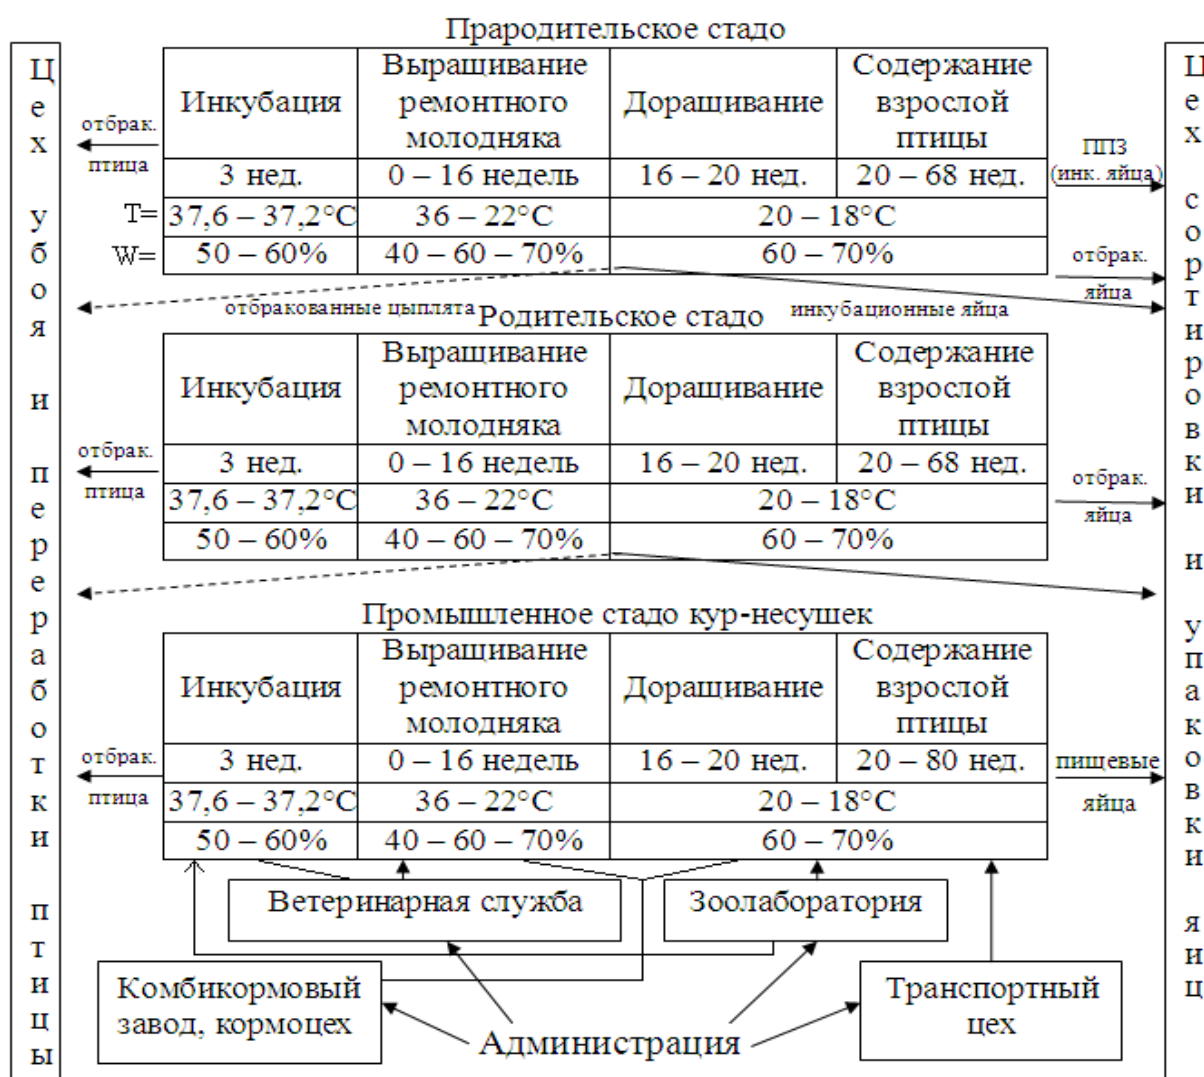 Прародительское стадо
Цех убоя и переработки птицы
Инкубация
Выращивание
ремонтного
молодняка
Доращивание
Содержание
взрослой
птицы
3 нед.
0 – 16 недель
16 – 20 нед.
20 – 68 нед.
T=
37,6 – 37,2°C
36 – 22°C
20 – 18°C
W=
50 – 60%
40 – 60 – 70%
60 – 70%
отбрак.
птица
ППЗ
(инк. яйца)
отбрак.
яйца
Цех сортировки и упаковки яиц
отбракованные цыплята
инкубационные яйца
Родительское стадо
Инкубация
Выращивание
ремонтного
молодняка
Доращивание
Содержание
взрослой
птицы
3 нед.
0 – 16 недель
16 – 20 нед.
20 – 68 нед.
37,6 – 37,2°C
36 – 22°C
20 – 18°C
50 – 60%
40 – 60 – 70%
60 – 70%
отбрак.
птица
отбрак.
яйца
Промышленное стадо кур-несушек
Инкубация
Выращивание
ремонтного
молодняка
Доращивание
Содержание
взрослой
птицы
3 нед.
0 – 16 недель
16 – 20 нед.
20 – 80 нед.
37,6 – 37,2°C
36 – 22°C
20 – 18°C
50 – 60%
40 – 60 – 70%
60 – 70%
отбрак.
птица
пищевые
яйца
Ветеринарная служба
Зоолаборатория
Комбикормовый
завод, кормоцех
Транспортный
цех
Администрация